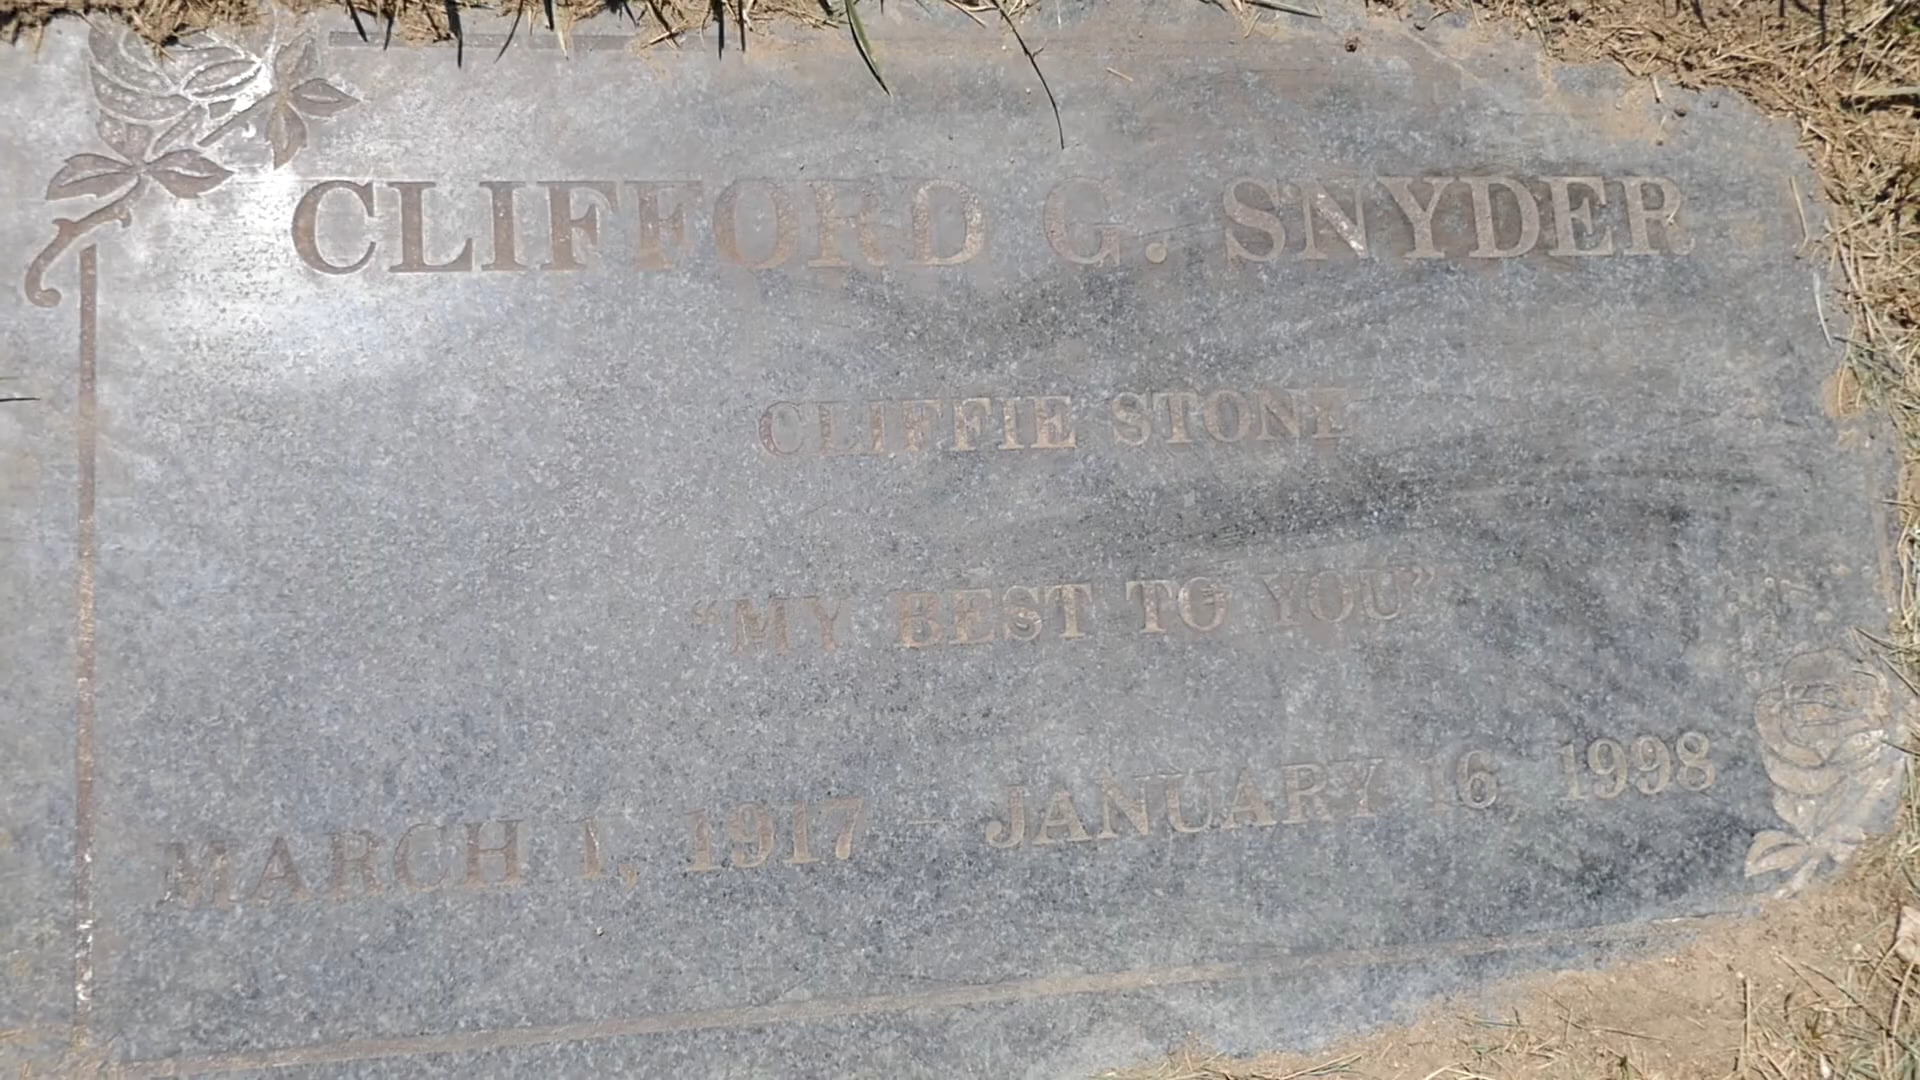 CLIFFORD G. SNYDER
CLIFFIE STONE
“MY BEST TO YOU”
MARCH 1, 1917 - JANUARY 16, 1998